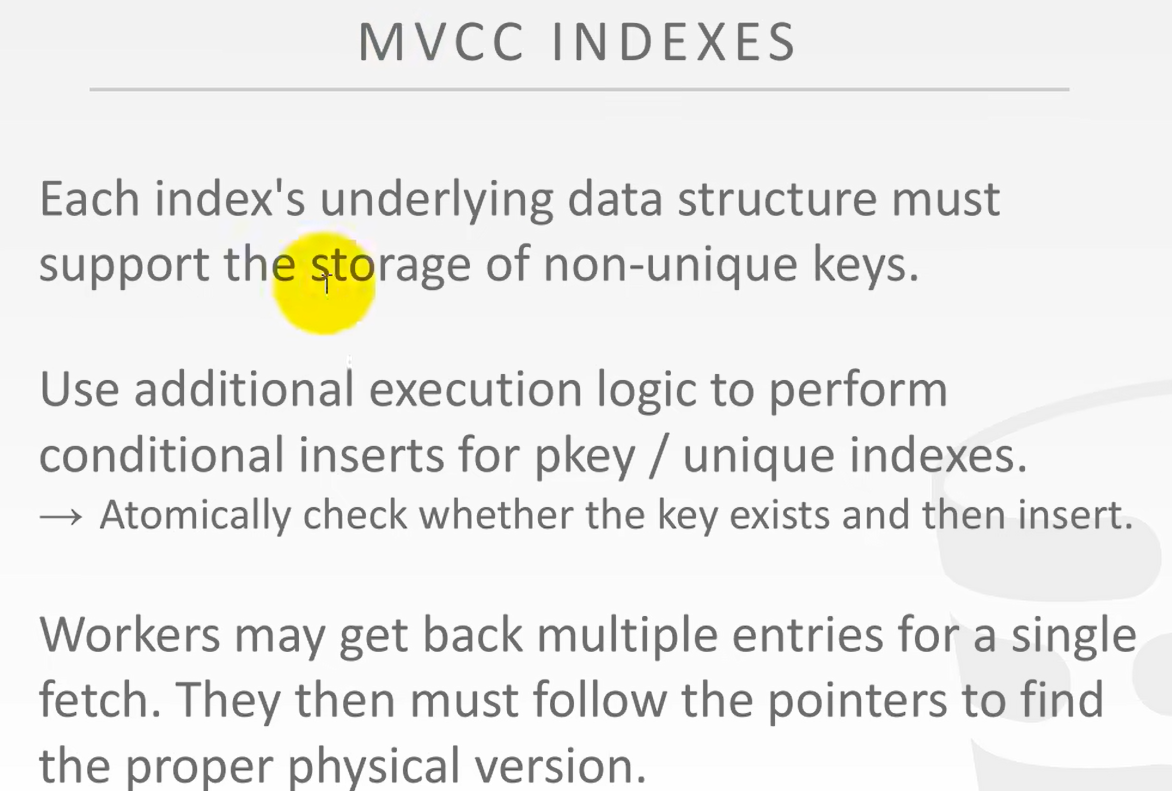 MVCC INDEXES
Each index's underlying data structure must
support the storage of non-unique keys.
Use additional execution logic to perform
conditional inserts for pkey / unique indexes.
→ Atomically check whether the key exists and then insert.
Workers may get back multiple entries for a single
fetch. They then must follow the pointers to find
the proper physical version.